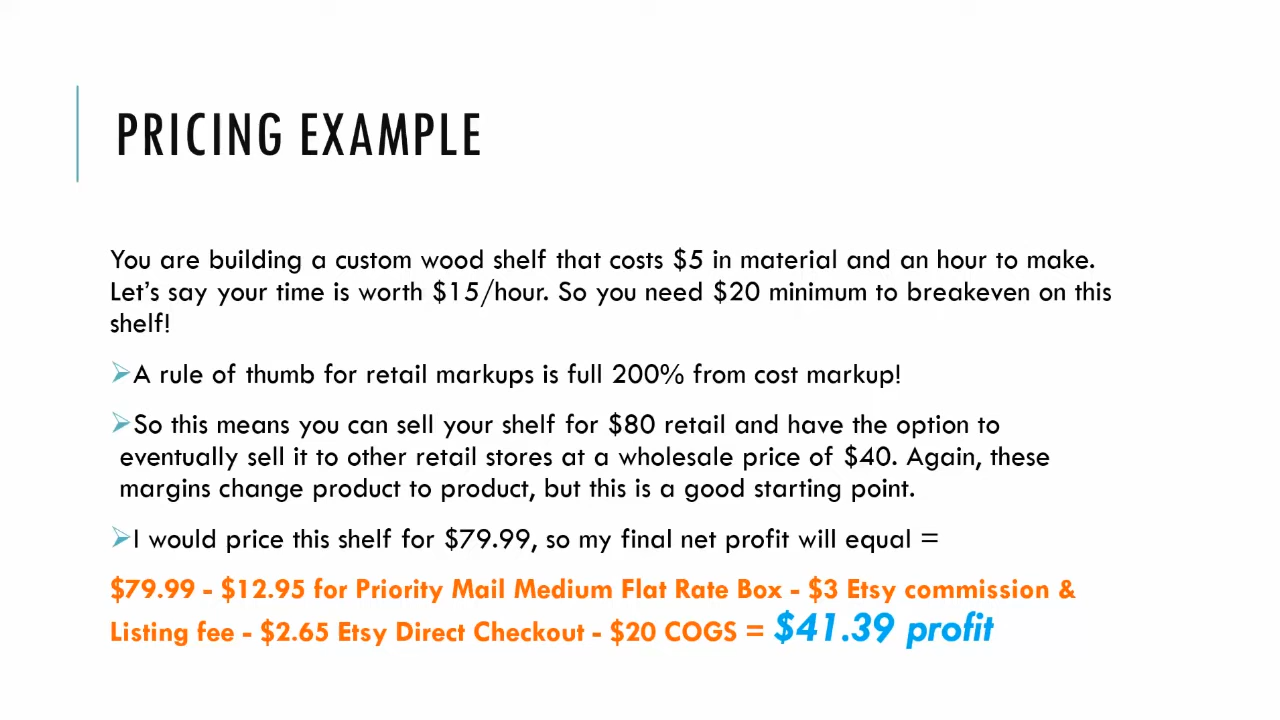 PRICING EXAMPLE
You are building a custom wood shelf that costs $5 in material and an hour to make.
Let's say your time is worth $15/hour. So you need $20 minimum to breakeven on this
shelf!
➢A rule of thumb for retail markups is full 200% from cost markup!
➢So this means you can sell your shelf for $80 retail and have the option to
eventually sell it to other retail stores at a wholesale price of $40. Again, these
margins change product to product, but this is a good starting point.
➢I would price this shelf for $79.99, so my final net profit will equal =
$79.99 - $12.95 for Priority Mail Medium Flat Rate Box - $3 Etsy commission &
Listing fee - $2.65 Etsy Direct Checkout - $20 COGS = $41.39 profit